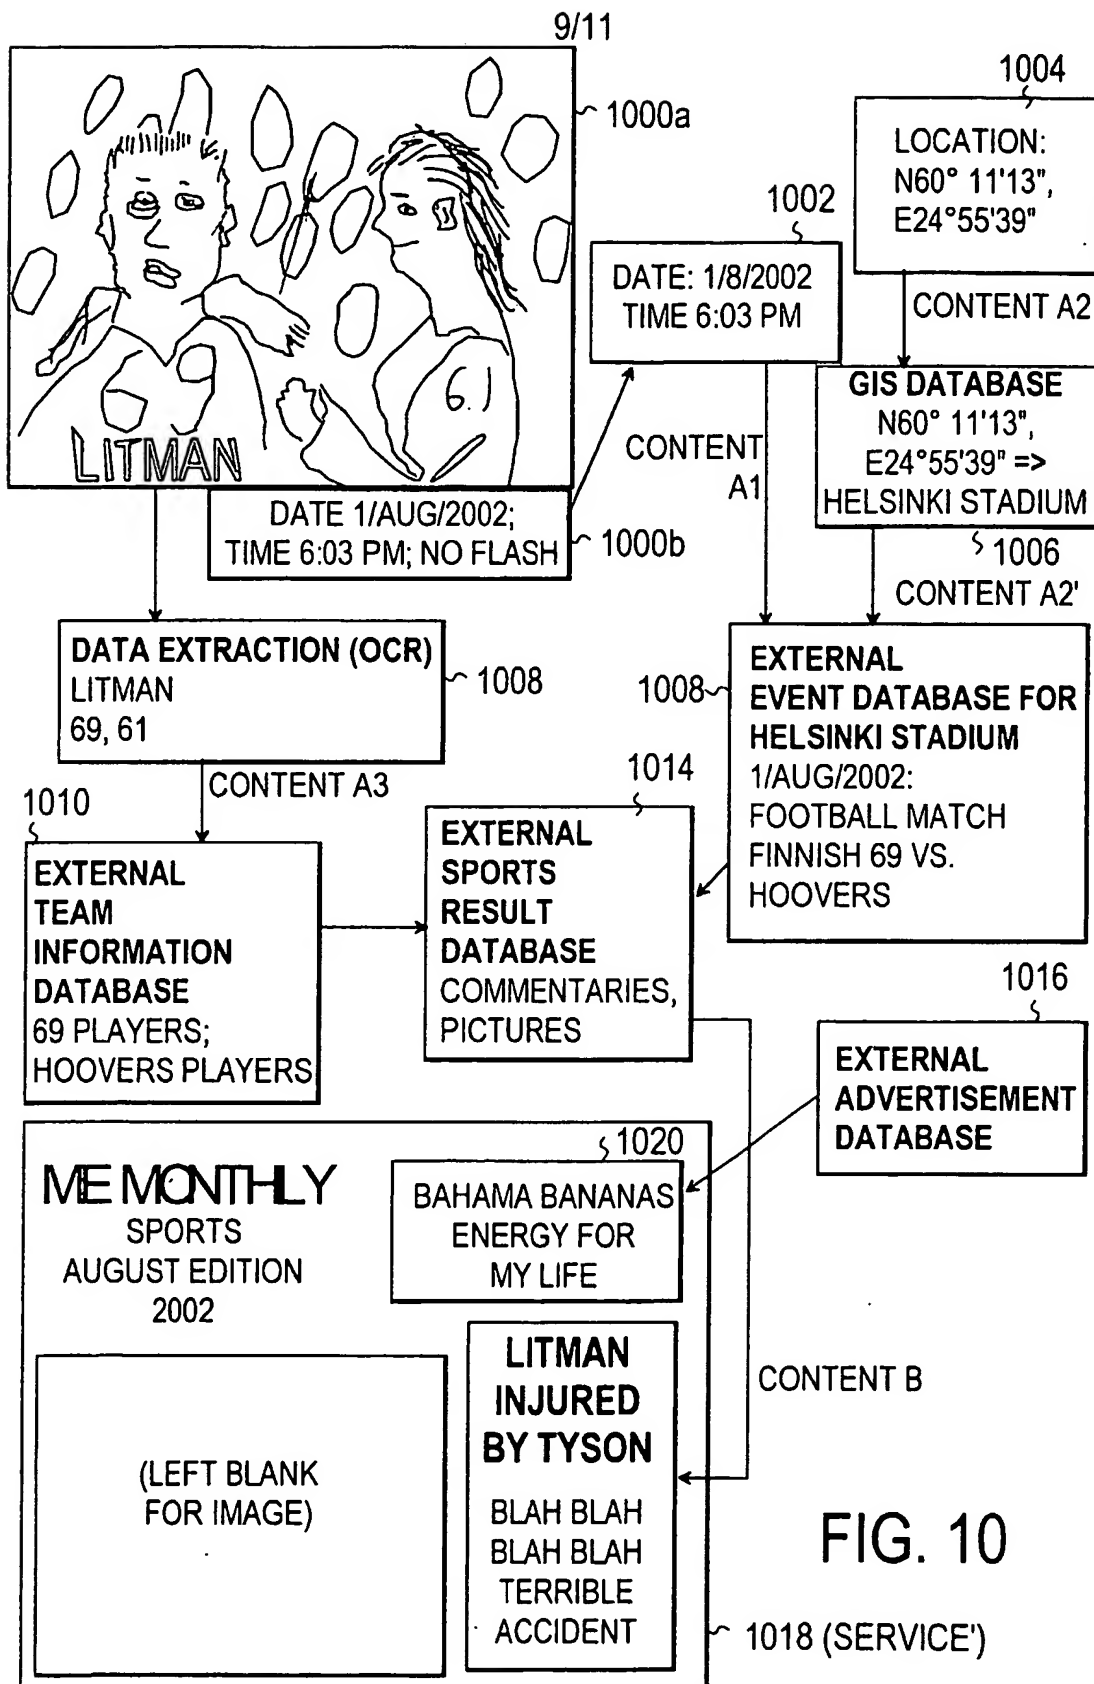 9/11
1000a
6.1
LITMAN
1004
LOCATION:
N60° 11'13",
E24°55'39"
1002
DATE: 1/8/2002
TIME 6:03 PM
CONTENT A2
GIS DATABASE
N60° 11'13",
E24°55'39" =>
HELSINKI STADIUM
1006
CONTENT
A1
CONTENT A2'
DATE 1/AUG/2002;
TIME 6:03 PM; NO FLASH
1000b
DATA EXTRACTION (OCR)
LITMAN
69, 61
1008
CONTENT A3
1008
EXTERNAL
EVENT DATABASE FOR
HELSINKI STADIUM
1/AUG/2002:
FOOTBALL MATCH
FINNISH 69 VS.
HOOVERS
1010
EXTERNAL
TEAM
INFORMATION
DATABASE
69 PLAYERS;
HOOVERS PLAYERS
1014
EXTERNAL
SPORTS
RESULT
DATABASE
COMMENTARIES,
PICTURES
1016
EXTERNAL
ADVERTISEMENT
DATABASE
ME MONTHLY
SPORTS
AUGUST EDITION
2002
1020
BAHAMA BANANAS
ENERGY FOR
MY LIFE
(LEFT BLANK
FOR IMAGE)
LITMAN
INJURED
BY TYSON
BLAH BLAH
BLAH BLAH
TERRIBLE
ACCIDENT
CONTENT B
FIG. 10
1018 (SERVICE')